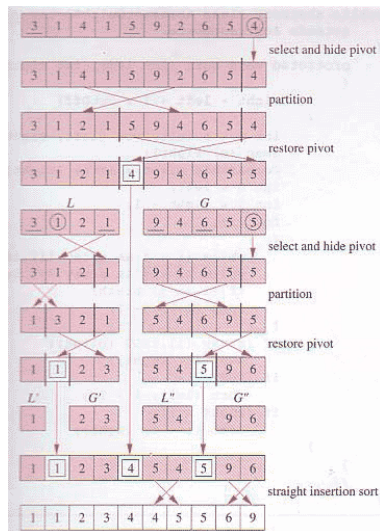 3 1 4 1 5 9 2 6 5 4
select and hide pivot
3 1 4 1 5 9 2 6 5 4
partition
3 1 2 1 5 9 4 6 5 4
restore pivot
3 1 2 1 4 9 4 6 5 5
L G
3 1 2 1 9 4 6 5 5
select and hide pivot
3 1 2 1 9 4 6 5 5
partition
1 3 2 1 5 4 6 9 5
restore pivot
1 1 2 3 5 4 5 9 6
L' G' L" G"
1 2 3 5 4 9 6
1 1 2 3 4 5 4 5 9 6
straight insertion sort
1 1 2 3 4 4 5 5 6 9